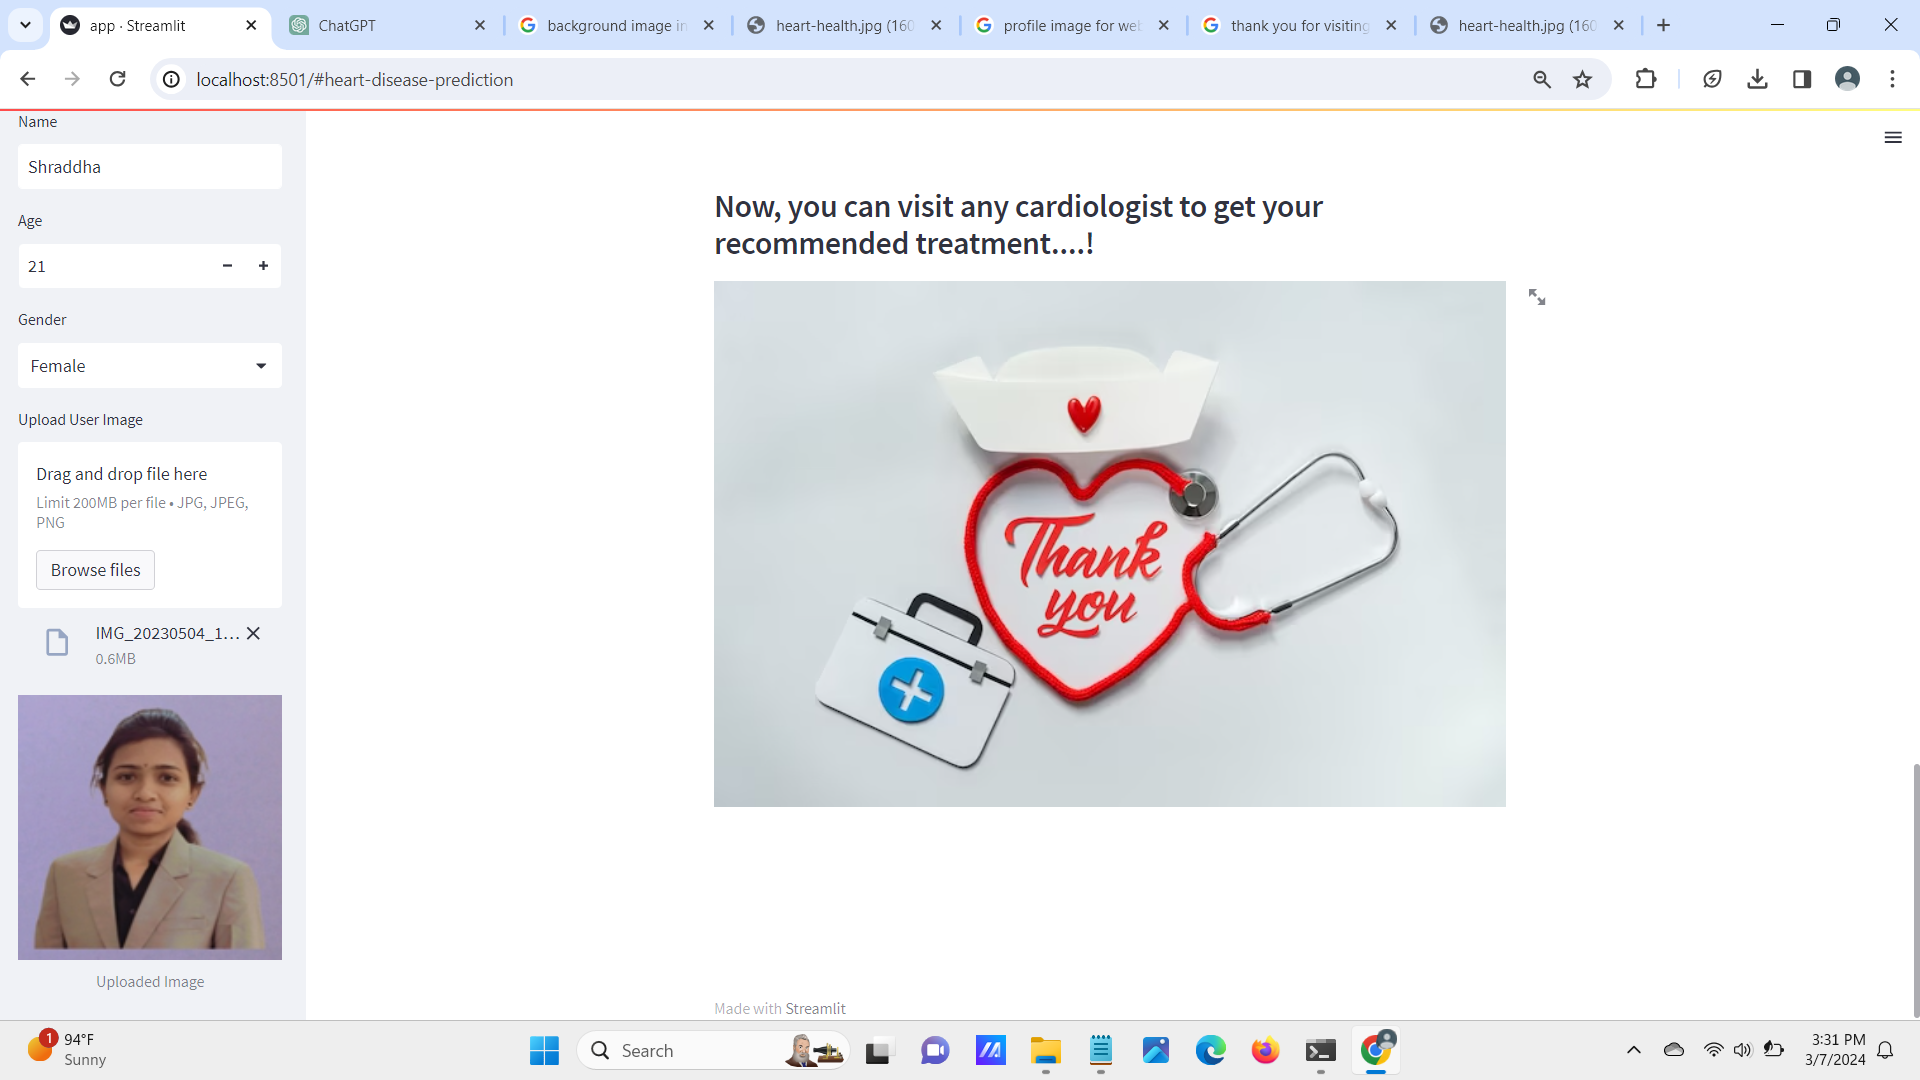 app · Streamlit
ChatGPT
background image in
heart-health.jpg (160
profile image for web
thank you for visiting
heart-health.jpg (160
localhost:8501/#heart-disease-prediction
Name
Shraddha
Age
21
Gender
Female
Upload User Image
Drag and drop file here
Limit 200MB per file • JPG, JPEG,
PNG
Browse files
IMG_20230504_1...
0.6MB
Uploaded Image
Now, you can visit any cardiologist to get your
recommended treatment....!
Thank
you
Made with Streamlit
1
94°F
Sunny
Search
3:31 PM
3/7/2024